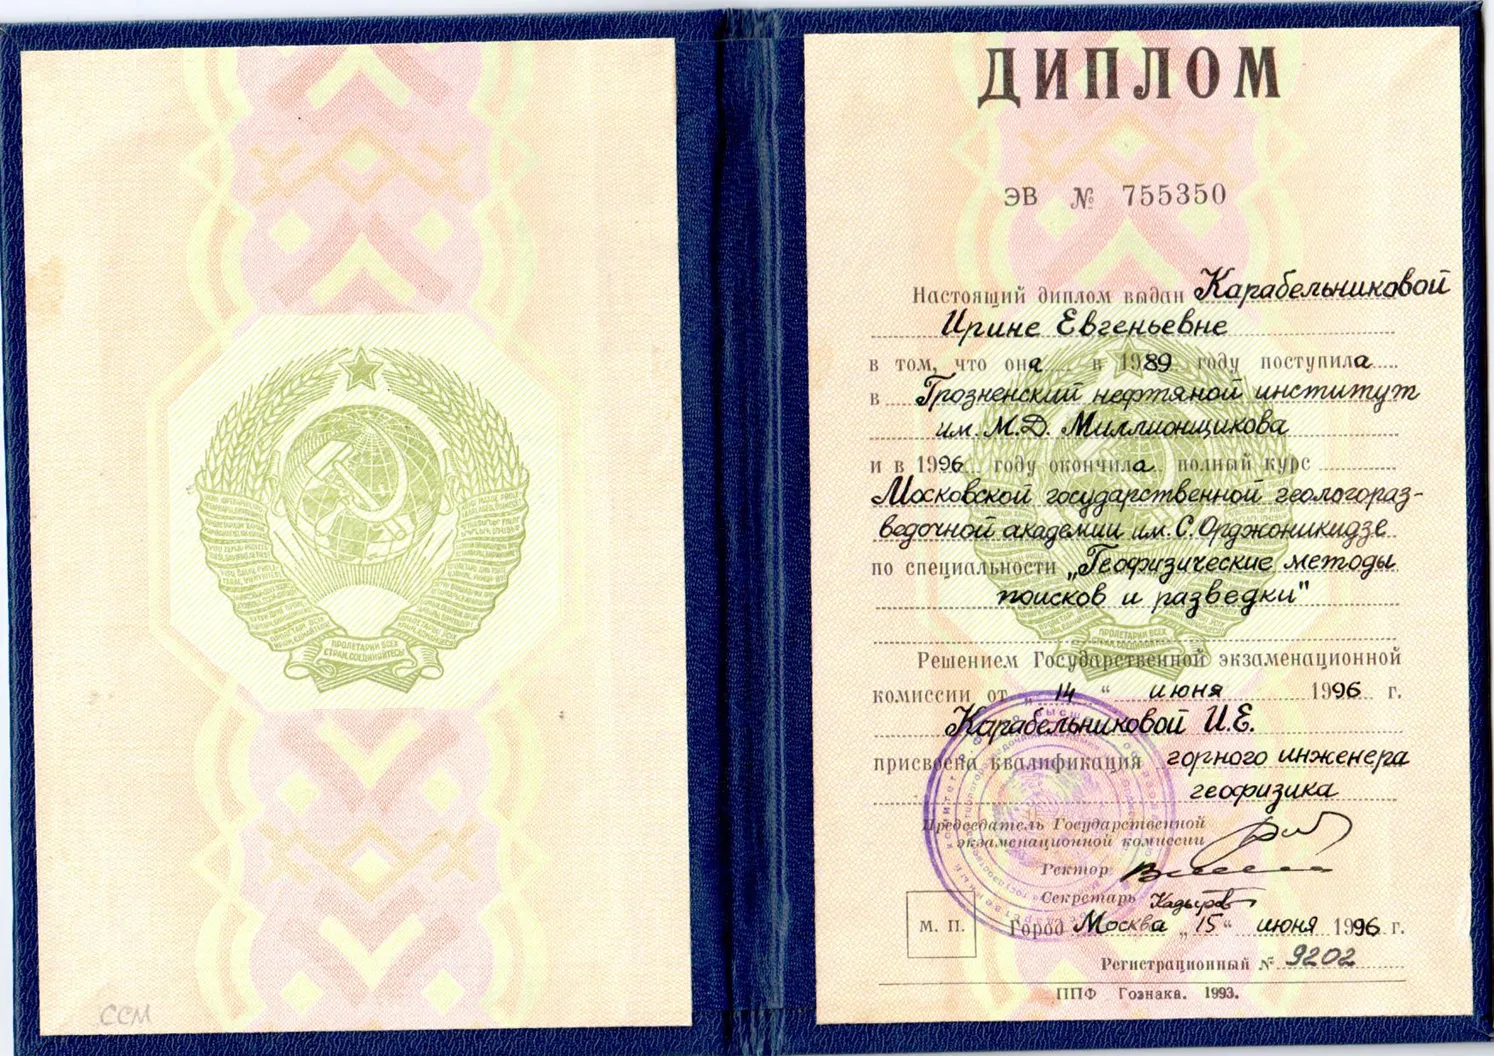 ПРОЛЕТАРИИ ВСЕХ
СТРАН, СОЕДИНЯЙТЕСЬ!
ССМ
ДИПЛОМ
ЭВ № 755350
Настоящий диплом выдан Карабельниковой
Ирине Евгеньевне
в том, что она в 1989 году поступила
в Грозненский нефтяной институт
им. М.Д. Миллионщикова
и в 1996 году окончила полный курс
Московской государственной геологораз-
ведочной академии им. С. Орджоникидзе
по специальности „Геофизические методы
поисков и разведки"
Решением Государственной экзаменационной
комиссии от „14" июня 1996 г.
Карабельниковой И.Е.
присвоена квалификация горного инженера
геофизика
Председатель Государственной
экзаменационной комиссии
Ректор
Секретарь
М. П. Город Москва „15" июня 1996 г.
Регистрационный № 9202
ППФ Гознака. 1993.